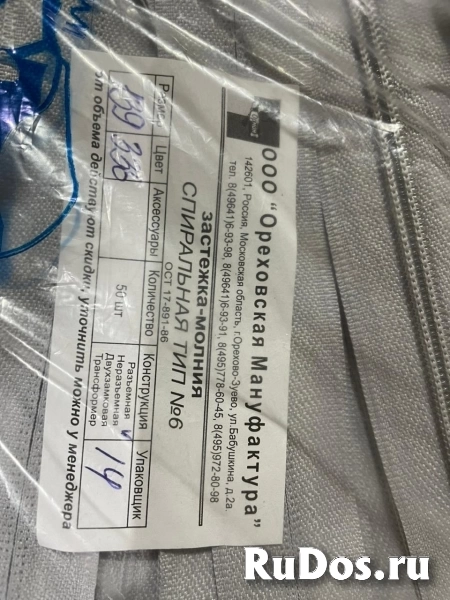 ООО "Ореховская Мануфактура"
142601, Россия, Московская область, г.Орехово-Зуево, ул.Бабушкина, д.2а.
тел. 8(49641)6-93-98, 8(49641)6-93-91, 8(495)778-60-45, 8(495)972-80-98
застежка-молния
СПИРАЛЬНАЯ ТИП №6
ОСТ 17-891-86
Размер Цвет Аксессуары Количество Конструкция Упаковщик
50 шт
Разъемная
Неразъемная
Двухзамковая
Трансформер
14
от объема действуют скидки, уточнить можно у менеджера
RuDos.ru